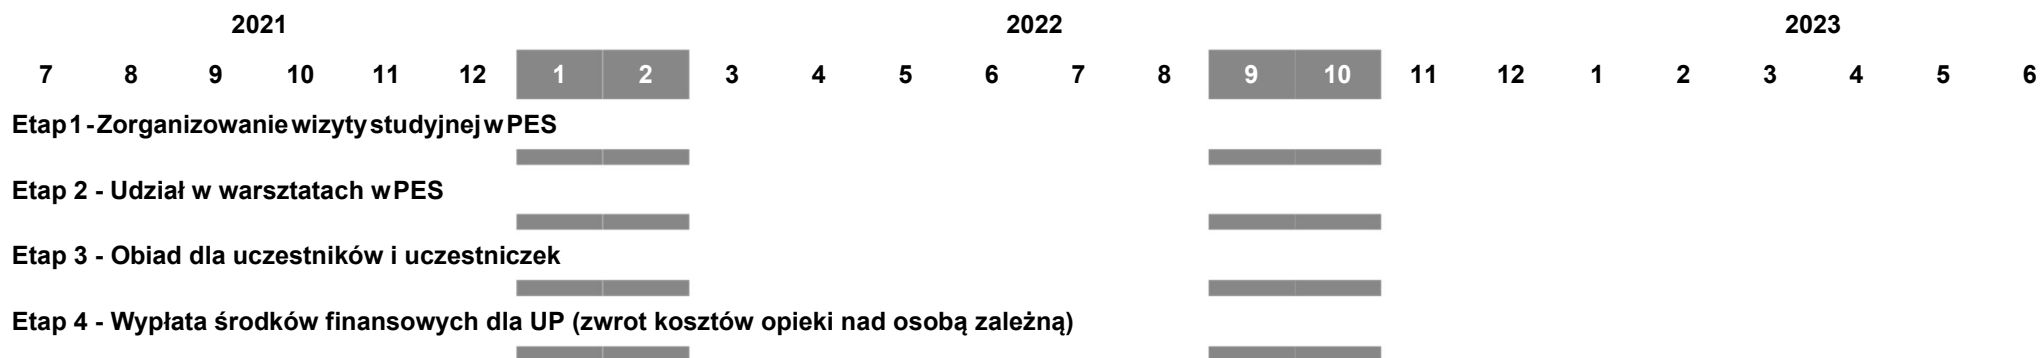 2021 2022 2023
7 8 9 10 11 12 1 2 3 4 5 6 7 8 9 10 11 12 1 2 3 4 5 6
Etap 1 - Zorganizowanie wizyty studyjnej w PES
Etap 2 - Udział w warsztatach w PES
Etap 3 - Obiad dla uczestników i uczestniczek
Etap 4 - Wypłata środków finansowych dla UP (zwrot kosztów opieki nad osobą zależną)